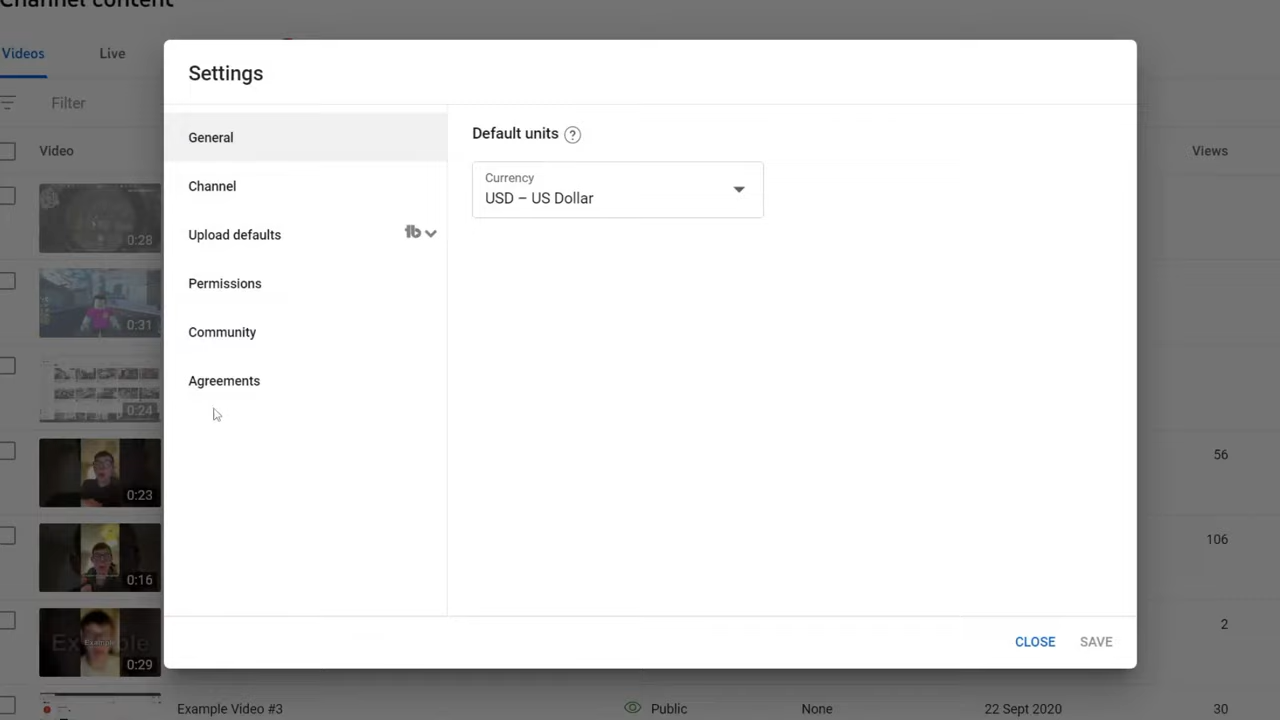 Channel content
Videos
Live
Settings
Filter
General
Default units
Video
Views
Currency
USD – US Dollar
Channel
Upload defaults
0:28
Permissions
Community
0:31
Agreements
0:24
56
0:23
106
0:16
2
Example
0:29
CLOSE
SAVE
Example Video #3
Public
None
22 Sept 2020
30